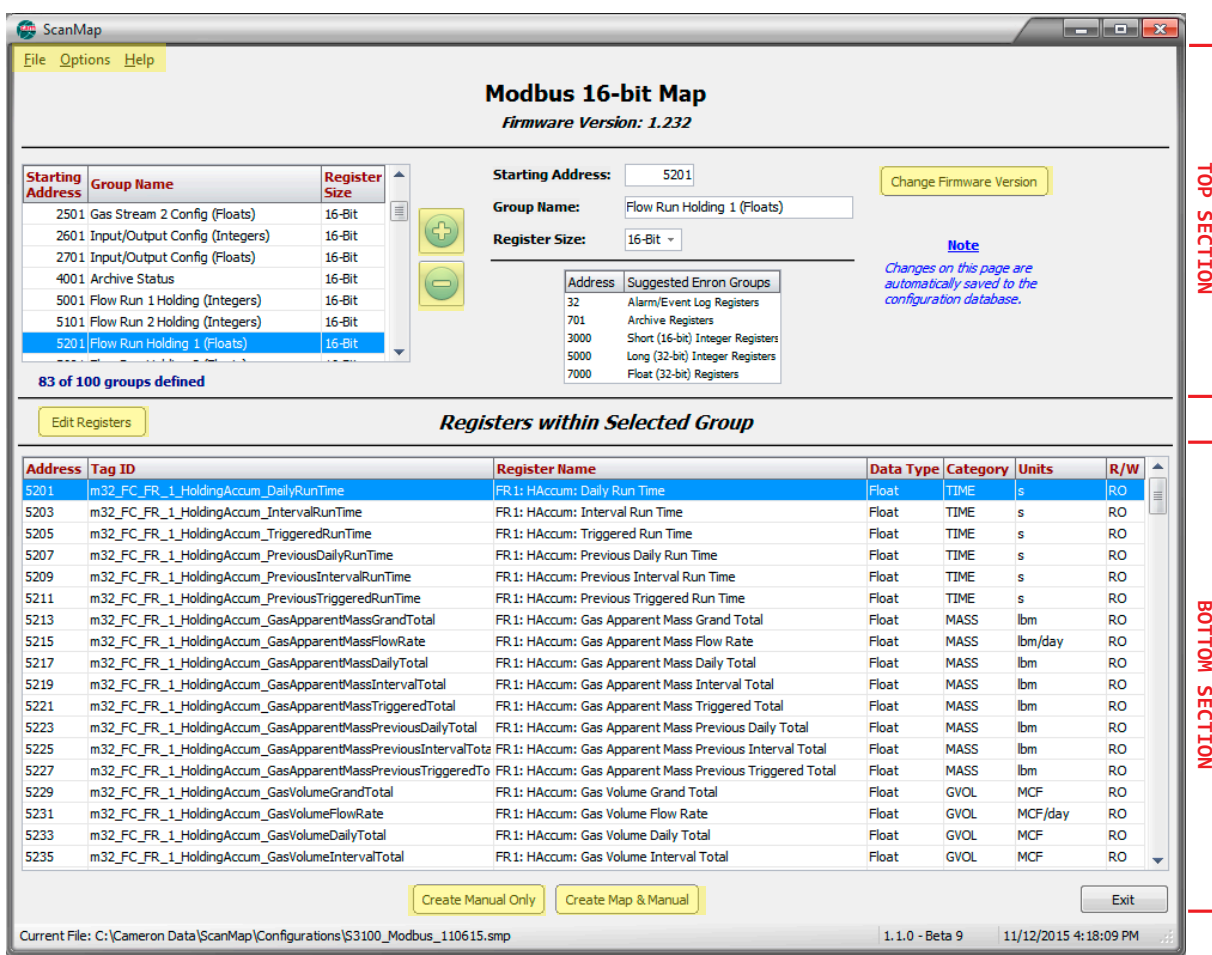 ScanMap
File Options Help
Modbus 16-bit Map
Firmware Version: 1.232
Starting Address Group Name Register Size
2501 Gas Stream 2 Config (Floats) 16-Bit
2601 Input/Output Config (Integers) 16-Bit
2701 Input/Output Config (Floats) 16-Bit
4001 Archive Status 16-Bit
5001 Flow Run 1 Holding (Integers) 16-Bit
5101 Flow Run 2 Holding (Integers) 16-Bit
5201 Flow Run Holding 1 (Floats) 16-Bit
83 of 100 groups defined
Starting Address: 5201
Group Name: Flow Run Holding 1 (Floats)
Register Size: 16-Bit
Address Suggested Enron Groups
32 Alarm/Event Log Registers
701 Archive Registers
3000 Short (16-bit) Integer Registers
5000 Long (32-bit) Integer Registers
7000 Float (32-bit) Registers
Change Firmware Version
Note
Changes on this page are
automatically saved to the
configuration database.
TOP SECTION
Edit Registers
Registers within Selected Group
Address Tag ID Register Name Data Type Category Units R/W
5201 m32_FC_FR_1_HoldingAccum_DailyRunTime FR1: HAccum: Daily Run Time Float TIME s RO
5203 m32_FC_FR_1_HoldingAccum_IntervalRunTime FR1: HAccum: Interval Run Time Float TIME s RO
5205 m32_FC_FR_1_HoldingAccum_TriggeredRunTime FR1: HAccum: Triggered Run Time Float TIME s RO
5207 m32_FC_FR_1_HoldingAccum_PreviousDailyRunTime FR1: HAccum: Previous Daily Run Time Float TIME s RO
5209 m32_FC_FR_1_HoldingAccum_PreviousIntervalRunTime FR1: HAccum: Previous Interval Run Time Float TIME s RO
5211 m32_FC_FR_1_HoldingAccum_PreviousTriggeredRunTime FR1: HAccum: Previous Triggered Run Time Float TIME s RO
5213 m32_FC_FR_1_HoldingAccum_GasApparentMassGrandTotal FR1: HAccum: Gas Apparent Mass Grand Total Float MASS lbm RO
5215 m32_FC_FR_1_HoldingAccum_GasApparentMassFlowRate FR1: HAccum: Gas Apparent Mass Flow Rate Float MASS lbm/day RO
5217 m32_FC_FR_1_HoldingAccum_GasApparentMassDailyTotal FR1: HAccum: Gas Apparent Mass Daily Total Float MASS lbm RO
5219 m32_FC_FR_1_HoldingAccum_GasApparentMassIntervalTotal FR1: HAccum: Gas Apparent Mass Interval Total Float MASS lbm RO
5221 m32_FC_FR_1_HoldingAccum_GasApparentMassTriggeredTotal FR1: HAccum: Gas Apparent Mass Triggered Total Float MASS lbm RO
5223 m32_FC_FR_1_HoldingAccum_GasApparentMassPreviousDailyTotal FR1: HAccum: Gas Apparent Mass Previous Daily Total Float MASS lbm RO
5225 m32_FC_FR_1_HoldingAccum_GasApparentMassPreviousIntervalTota FR1: HAccum: Gas Apparent Mass Previous Interval Total Float MASS lbm RO
5227 m32_FC_FR_1_HoldingAccum_GasApparentMassPreviousTriggeredTo FR1: HAccum: Gas Apparent Mass Previous Triggered Total Float MASS lbm RO
5229 m32_FC_FR_1_HoldingAccum_GasVolumeGrandTotal FR1: HAccum: Gas Volume Grand Total Float GVOL MCF RO
5231 m32_FC_FR_1_HoldingAccum_GasVolumeFlowRate FR1: HAccum: Gas Volume Flow Rate Float GVOL MCF/day RO
5233 m32_FC_FR_1_HoldingAccum_GasVolumeDailyTotal FR1: HAccum: Gas Volume Daily Total Float GVOL MCF RO
5235 m32_FC_FR_1_HoldingAccum_GasVolumeIntervalTotal FR1: HAccum: Gas Volume Interval Total Float GVOL MCF RO
BOTTOM SECTION
Create Manual Only Create Map & Manual Exit
Current File: C:\Cameron Data\ScanMap\Configurations\S3100_Modbus_110615.smp 1.1.0 - Beta 9 11/12/2015 4:18:09 PM